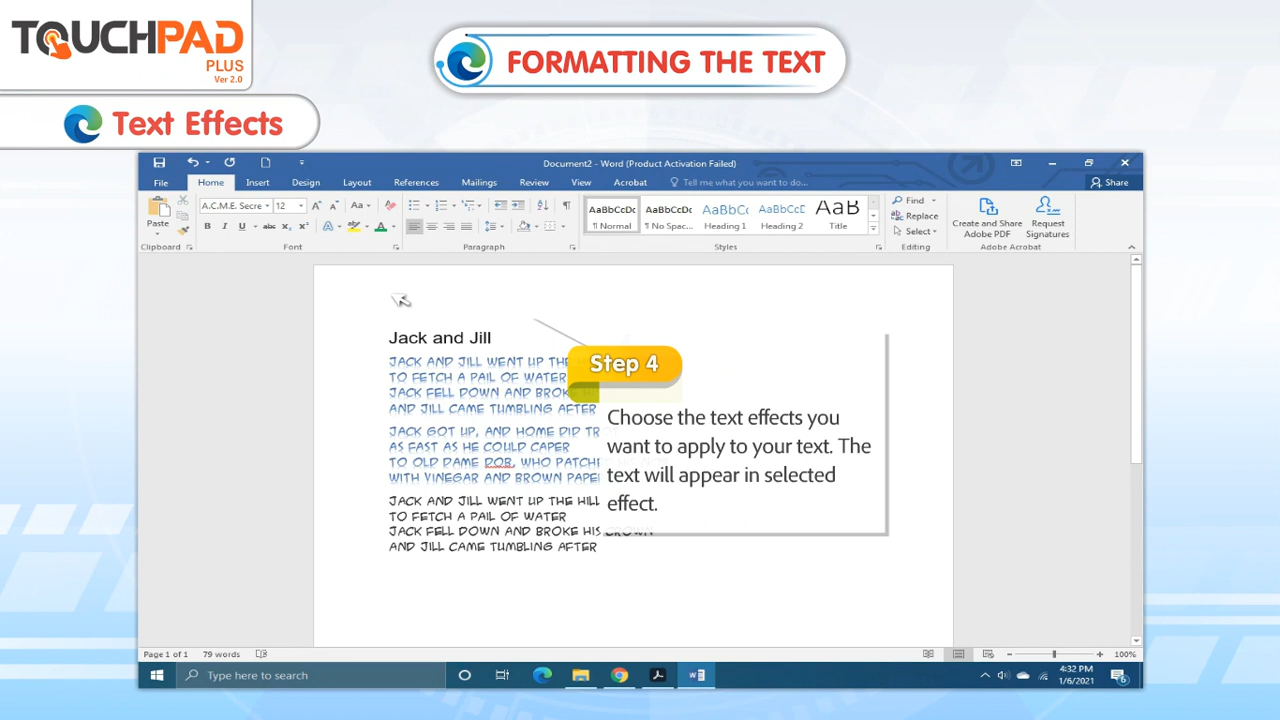 TOUCHPAD
PLUS
Ver 2.0
FORMATTING THE TEXT
Text Effects
Document2 - Word (Product Activation Failed)
File Home Insert Design Layout References Mailings Review View Acrobat Tell me what you want to do... Share
Paste
A.C.M.E. Secre 12 Aa
B I U abc x₂ x² A A
AaBbCcDc AaBbCcDc AaBbCc AaBbCcD AaB
¶ Normal ¶ No Spac... Heading 1 Heading 2 Title
Find
Replace
Select
Create and Share Adobe PDF
Request Signatures
Clipboard Font Paragraph Styles Editing Adobe Acrobat
Jack and Jill
JACK AND JILL WENT UP THE
TO FETCH A PAIL OF WATER
JACK FELL DOWN AND BROKE HIS
AND JILL CAME TUMBLING AFTER
JACK GOT UP, AND HOME DID TROT
AS FAST AS HE COULD CAPER
TO OLD DAME DOB, WHO PATCHE
WITH VINEGAR AND BROWN PAPE
JACK AND JILL WENT UP THE HILL
TO FETCH A PAIL OF WATER
JACK FELL DOWN AND BROKE HIS CROWN
AND JILL CAME TUMBLING AFTER
Step 4
Choose the text effects you
want to apply to your text. The
text will appear in selected
effect.
Page 1 of 1 79 words 100%
Type here to search
4:32 PM
1/6/2021